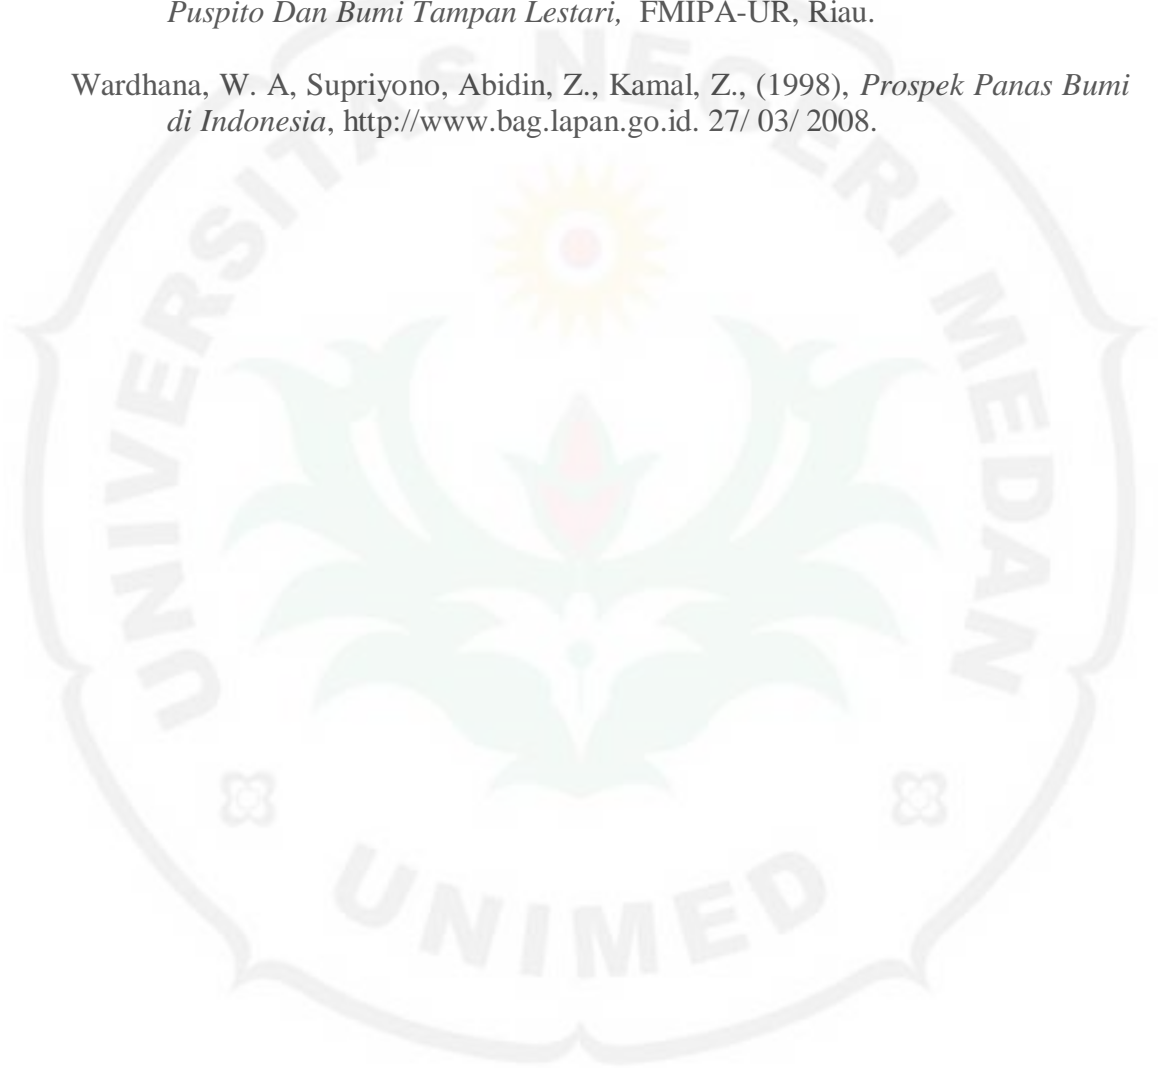 Puspito Dan Bumi Tampan Lestari, FMIPA-UR, Riau.
Wardhana, W. A, Supriyono, Abidin, Z., Kamal, Z., (1998), Prospek Panas Bumi
di Indonesia, http://www.bag.lapan.go.id. 27/ 03/ 2008.
UNIVERSITAS NEGERI MEDAN
UNIMED